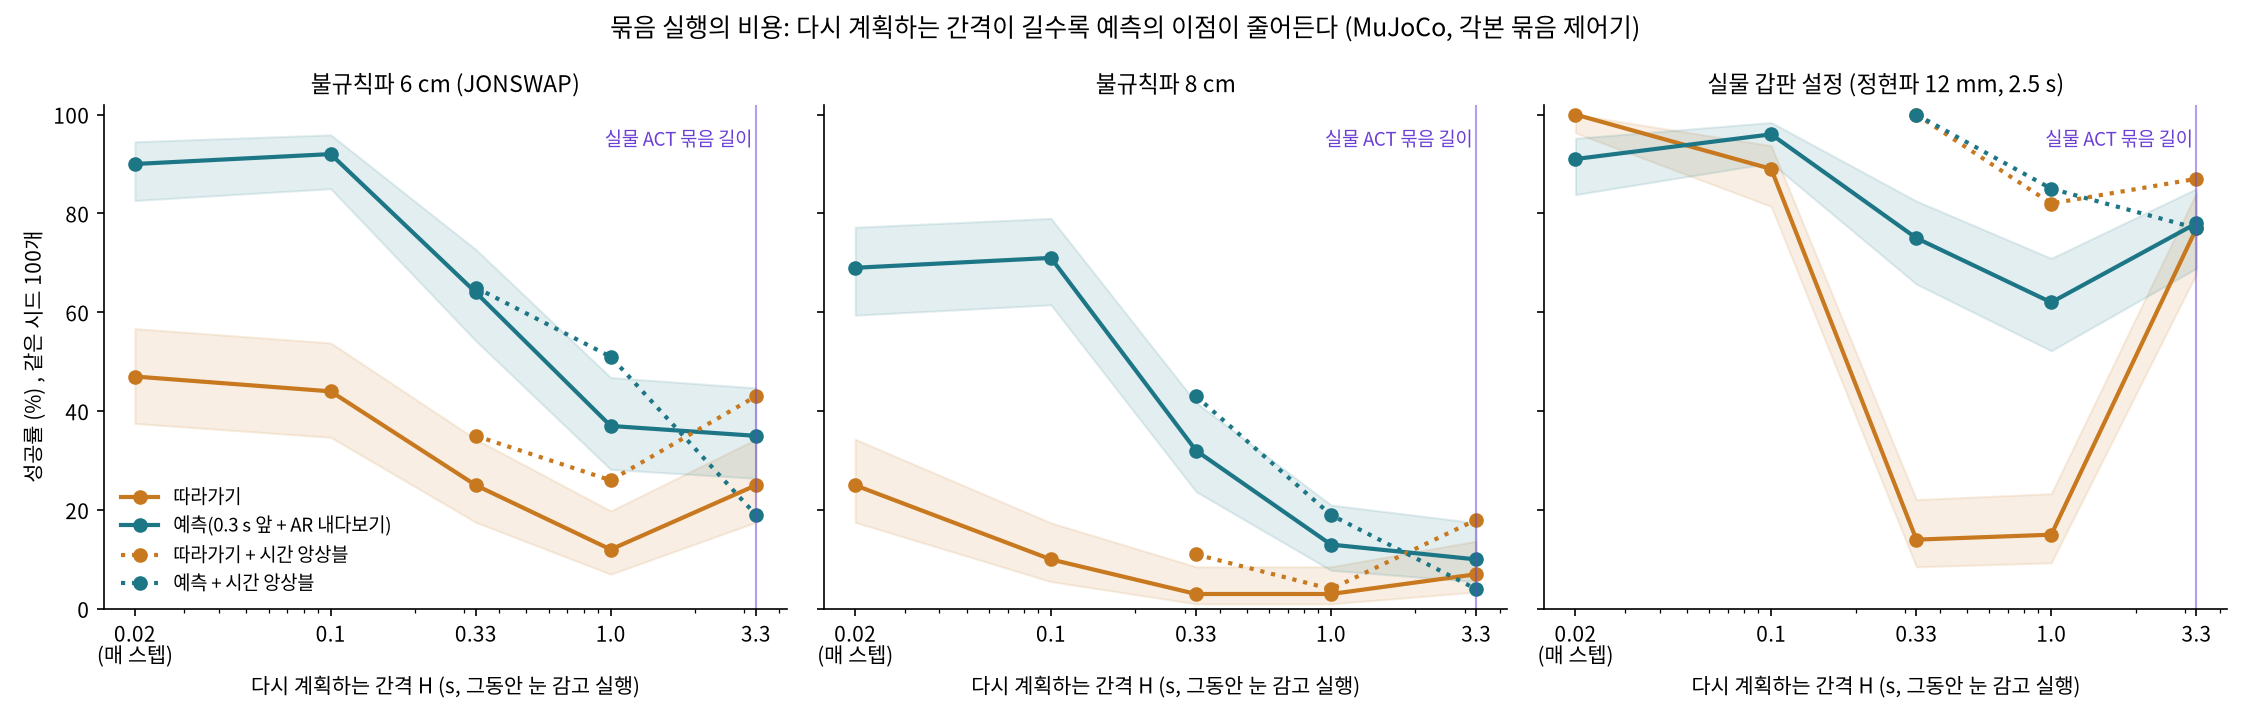 묶음 실행의 비용: 다시 계획하는 간격이 길수록 예측의 이점이 줄어든다 (MuJoCo, 각본 묶음 제어기)
불규칙파 6 cm (JONSWAP)
실물 ACT 묶음 길이
성공률 (%), 같은 시드 100개
100
80
60
40
20
0
따라가기
예측(0.3 s 앞 + AR 내다보기)
따라가기 + 시간 앙상블
예측 + 시간 앙상블
0.02
(매 스텝)
0.1
0.33
1.0
3.3
다시 계획하는 간격 H (s, 그동안 눈 감고 실행)
불규칙파 8 cm
실물 ACT 묶음 길이
0.02
(매 스텝)
0.1
0.33
1.0
3.3
다시 계획하는 간격 H (s, 그동안 눈 감고 실행)
실물 갑판 설정 (정현파 12 mm, 2.5 s)
실물 ACT 묶음 길이
0.02
(매 스텝)
0.1
0.33
1.0
3.3
다시 계획하는 간격 H (s, 그동안 눈 감고 실행)